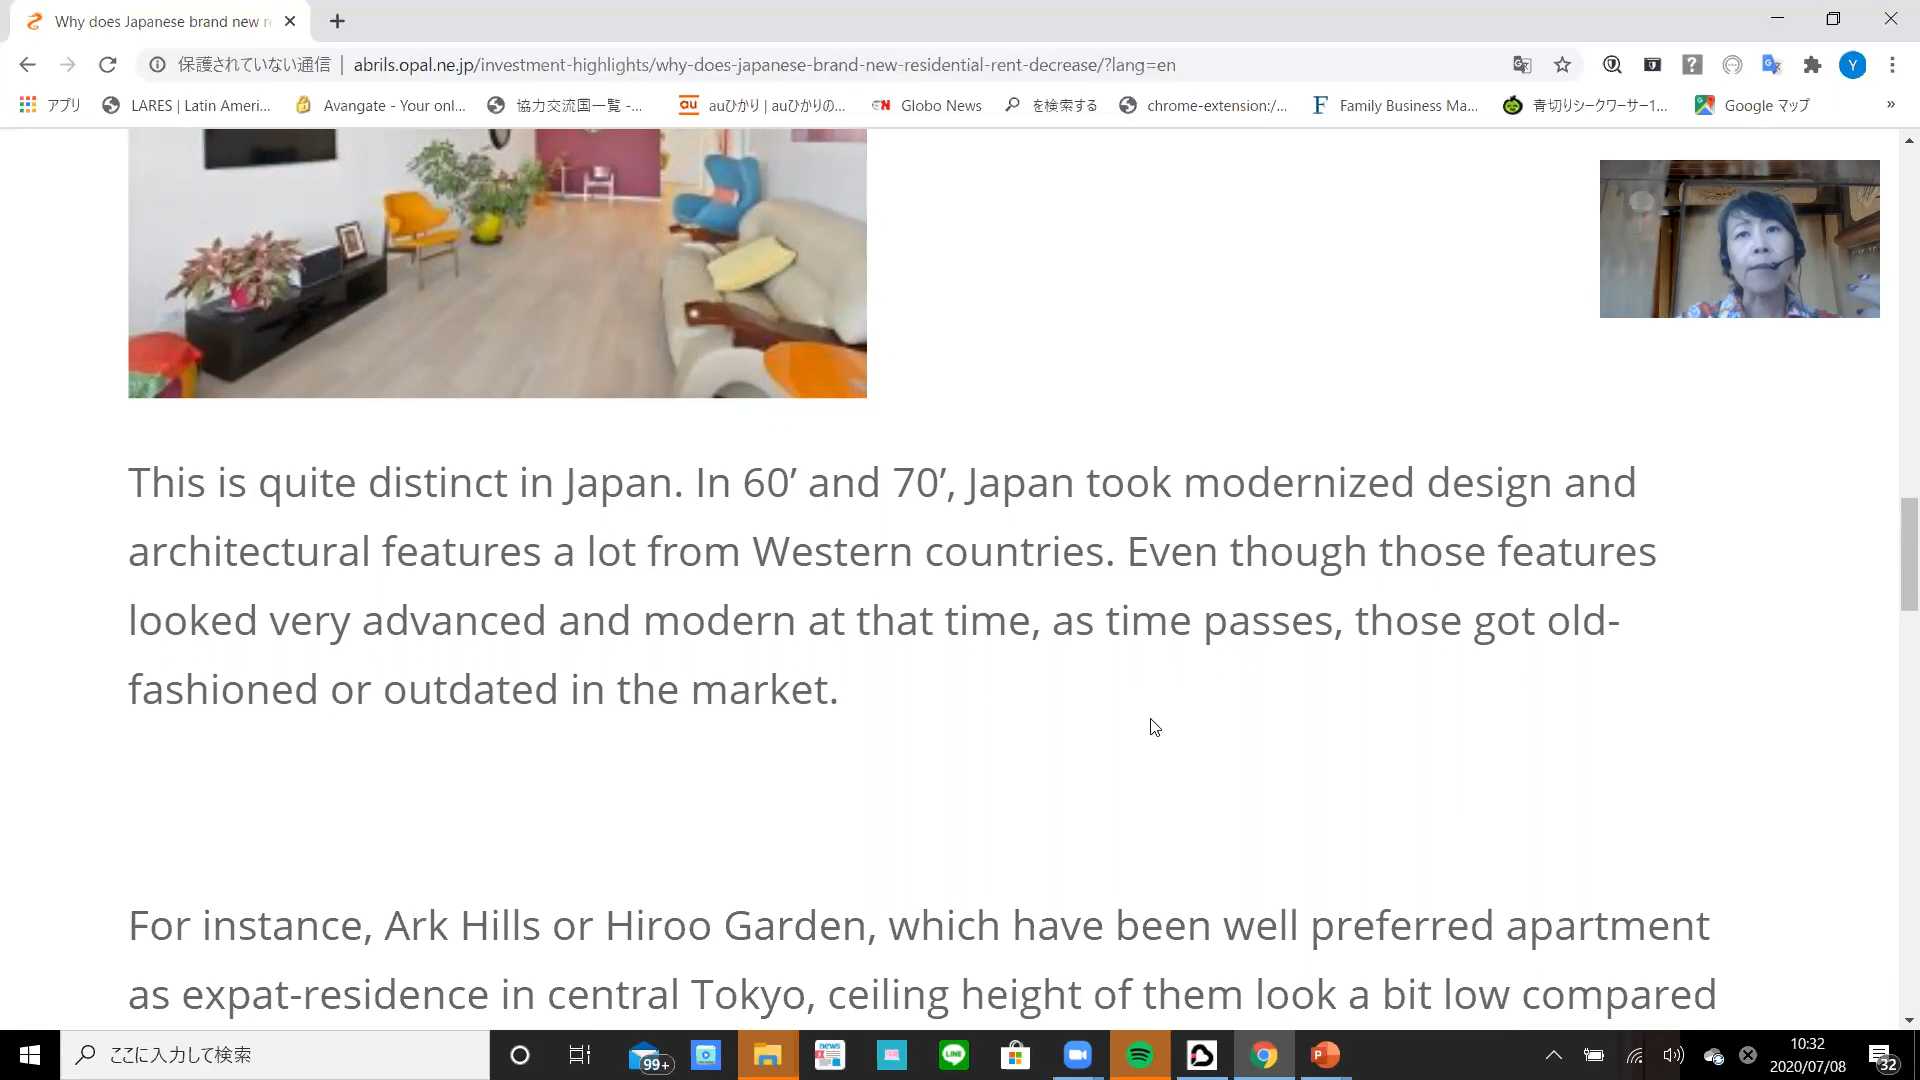 Why does Japanese brand new r
保護されていない通信 | abrils.opal.ne.jp/investment-highlights/why-does-japanese-brand-new-residential-rent-decrease/?lang=en
Y
アプリ LARES | Latin Ameri... Avangate - Your onl... 協力交流国一覧 -... au auひかり | auひかりの... Globo News を検索する chrome-extension:/... F Family Business Ma... 青切りシークワーサー1... Google マップ »
This is quite distinct in Japan. In 60’ and 70’, Japan took modernized design and
architectural features a lot from Western countries. Even though those features
looked very advanced and modern at that time, as time passes, those got old-
fashioned or outdated in the market.
For instance, Ark Hills or Hiroo Garden, which have been well preferred apartment
as expat-residence in central Tokyo, ceiling height of them look a bit low compared
ここに入力して検索
99+
news
LINE
10:32
2020/07/08
32